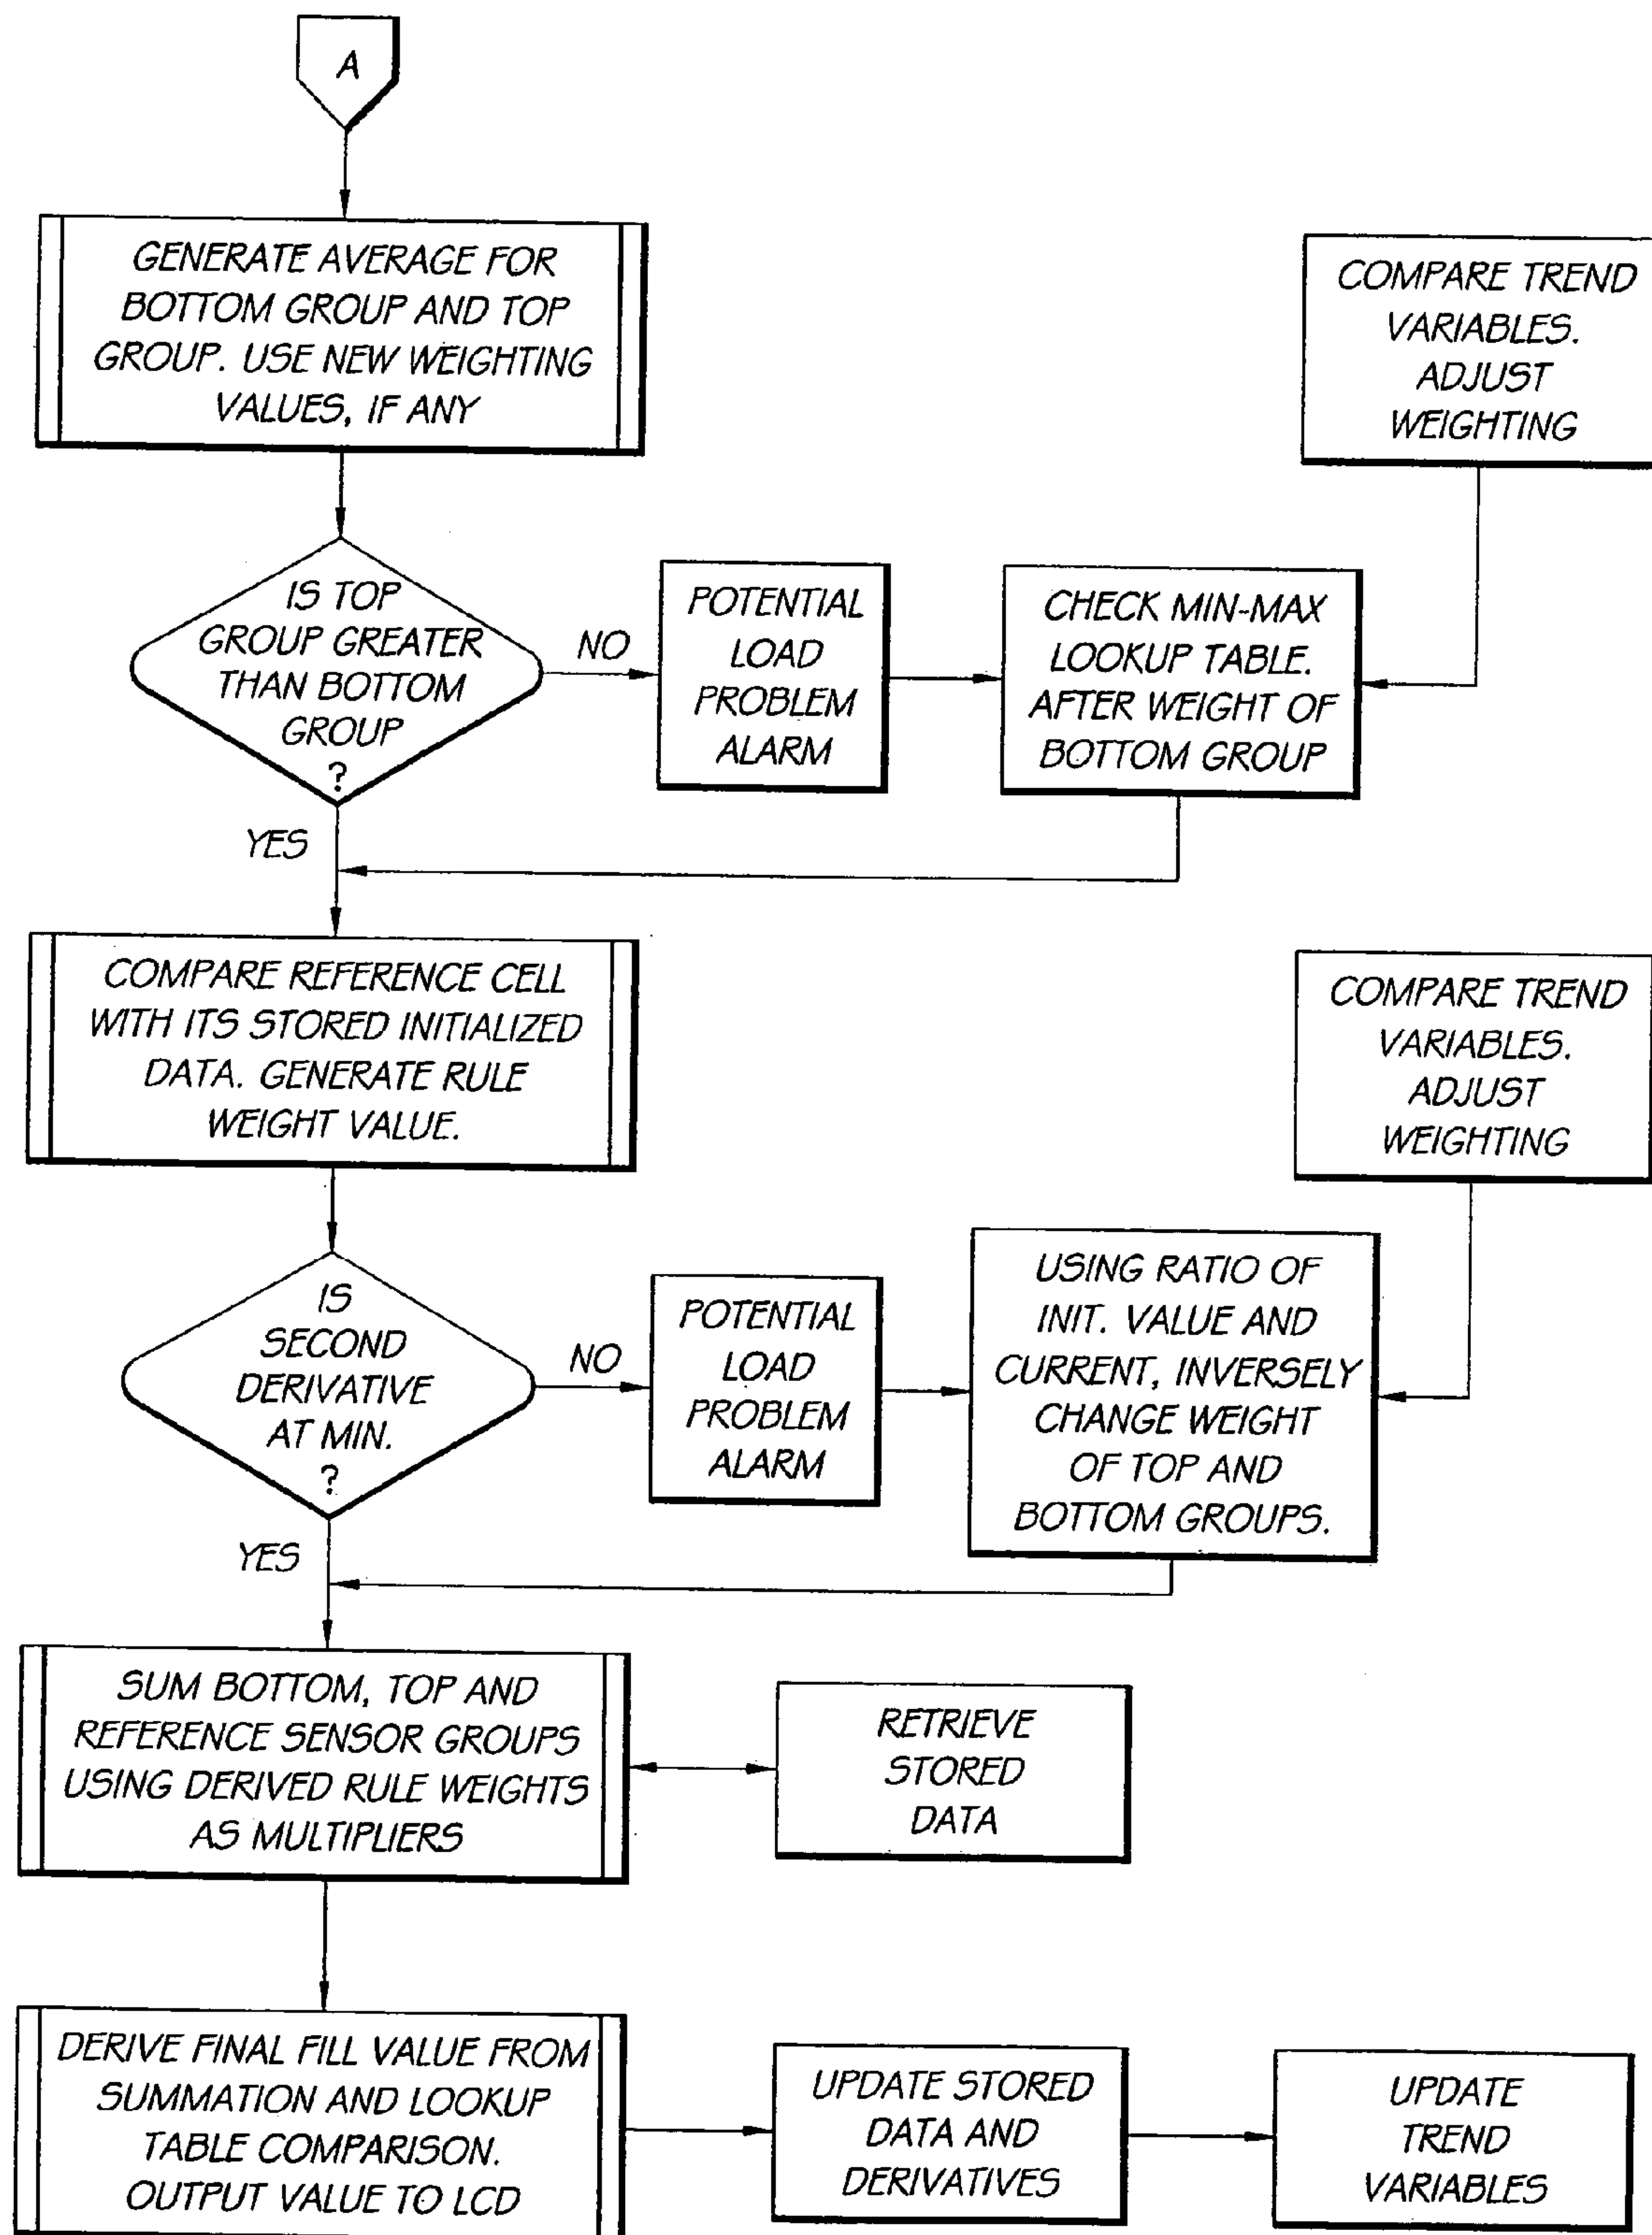 A
GENERATE AVERAGE FOR
BOTTOM GROUP AND TOP
GROUP. USE NEW WEIGHTING
VALUES, IF ANY
COMPARE TREND
VARIABLES.
ADJUST
WEIGHTING
IS TOP
GROUP GREATER
THAN BOTTOM
GROUP
?
NO
POTENTIAL
LOAD
PROBLEM
ALARM
CHECK MIN-MAX
LOOKUP TABLE.
AFTER WEIGHT OF
BOTTOM GROUP
YES
COMPARE REFERENCE CELL
WITH ITS STORED INITIALIZED
DATA. GENERATE RULE
WEIGHT VALUE.
COMPARE TREND
VARIABLES.
ADJUST
WEIGHTING
IS
SECOND
DERIVATIVE
AT MIN.
?
NO
POTENTIAL
LOAD
PROBLEM
ALARM
USING RATIO OF
INIT. VALUE AND
CURRENT, INVERSELY
CHANGE WEIGHT
OF TOP AND
BOTTOM GROUPS.
YES
SUM BOTTOM, TOP AND
REFERENCE SENSOR GROUPS
USING DERIVED RULE WEIGHTS
AS MULTIPLIERS
RETRIEVE
STORED
DATA
DERIVE FINAL FILL VALUE FROM
SUMMATION AND LOOKUP
TABLE COMPARISON.
OUTPUT VALUE TO LCD
UPDATE STORED
DATA AND
DERIVATIVES
UPDATE
TREND
VARIABLES